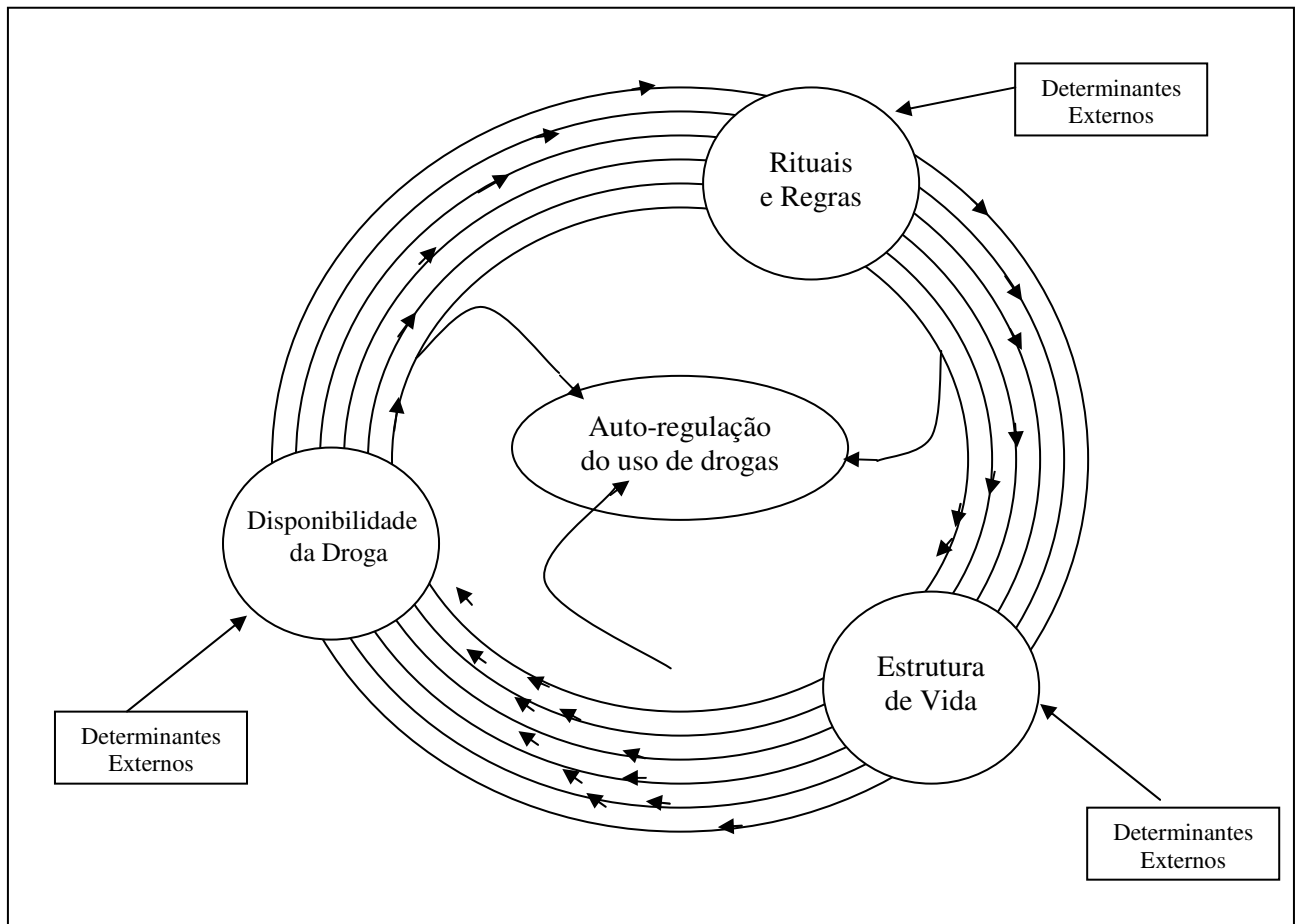 Determinantes
Externos
Rituais
e Regras
Auto-regulação
do uso de drogas
Disponibilidade
da Droga
Estrutura
de Vida
Determinantes
Externos
Determinantes
Externos